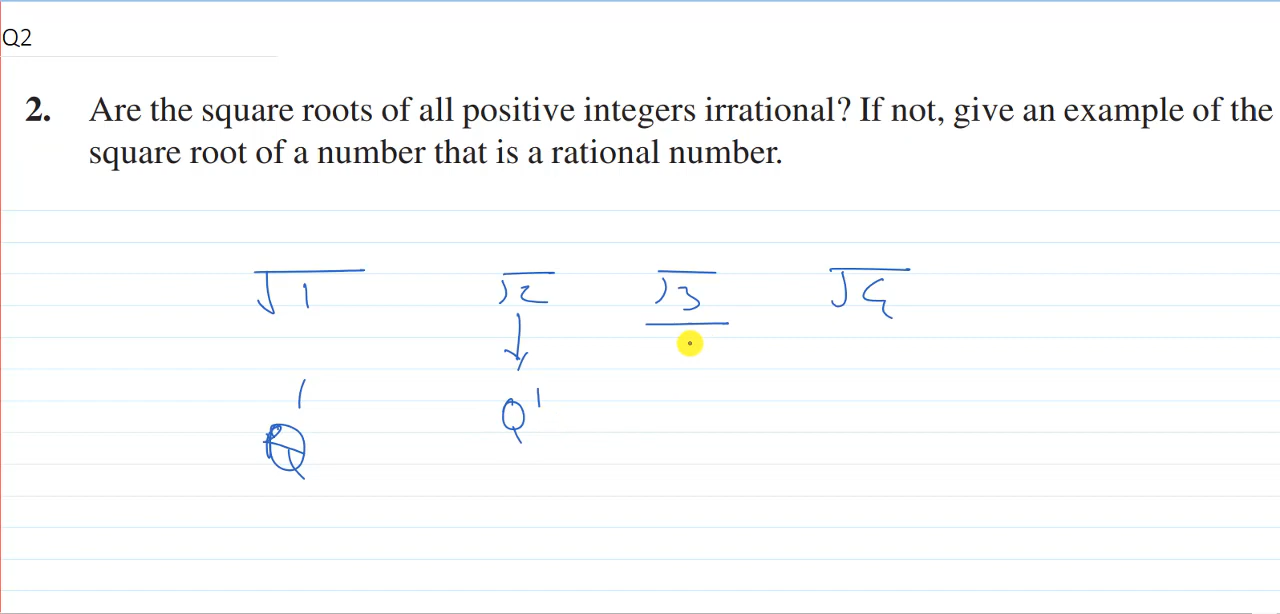 Q2
2. Are the square roots of all positive integers irrational? If not, give an example of the
square root of a number that is a rational number.
√1 √2 √3 √4
1 Q'
Q